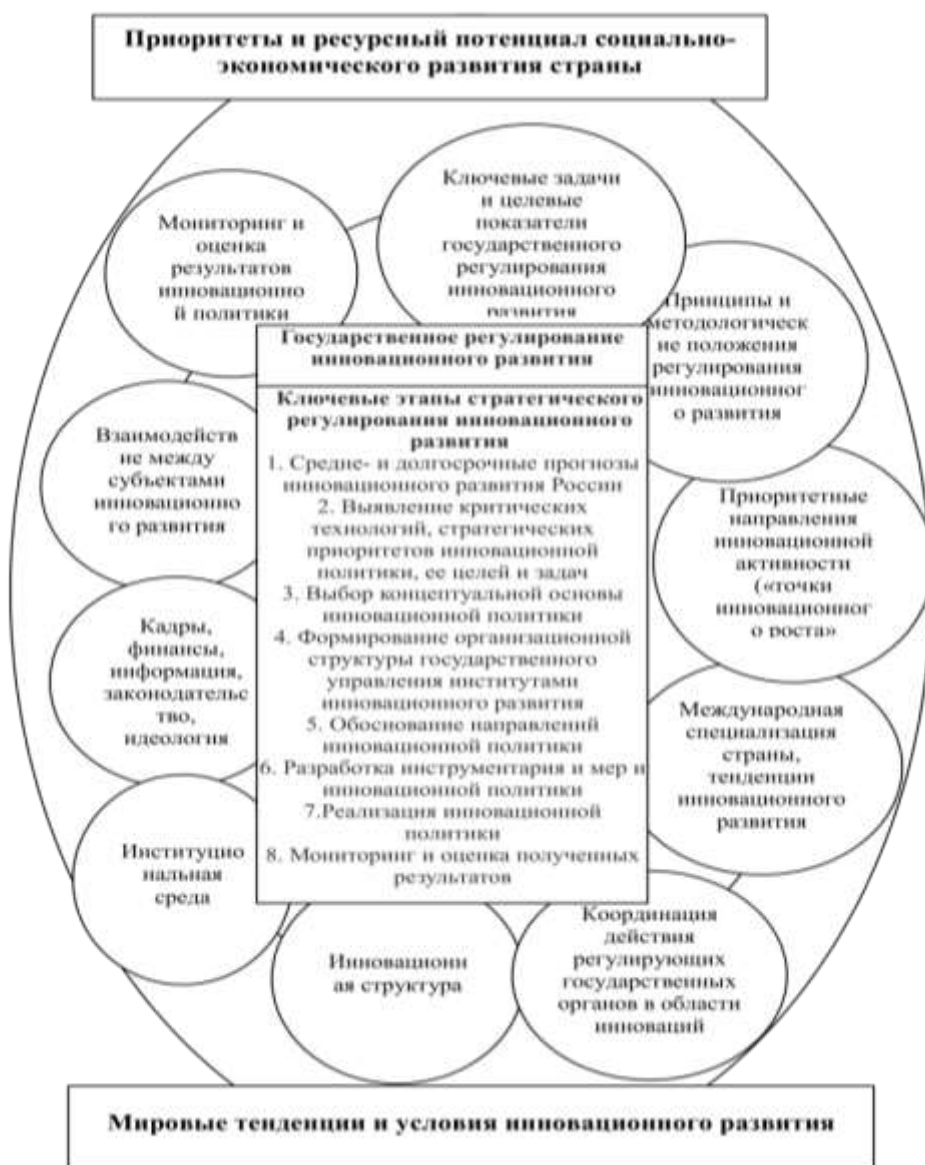 Приоритеты и ресурсный потенциал социально-
экономического развития страны
Ключевые задачи
и целевые
показатели
государственного
регулирования
инновационного
развития
Мониторинг и
оценка
результатов
инновационно
й политики
Принципы и
методологическ
ие положения
регулирования
инновационног
о развития
Государственное регулирование
инновационного развития
Ключевые этапы стратегического
регулирования инновационного
развития
1. Средне- и долгосрочные прогнозы
инновационного развития России
2. Выявление критических
технологий, стратегических
приоритетов инновационной
политики, ее целей и задач
3. Выбор концептуальной основы
инновационной политики
4. Формирование организационной
структуры государственного
управления институтами
инновационного развития
5. Обоснование направлений
инновационной политики
6. Разработка инструментария и мер и
инновационной политики
7.Реализация инновационной
политики
8. Мониторинг и оценка полученных
результатов
Взаимодейств
ие между
субъектами
инновационно
го развития
Приоритетные
направления
инновационной
активности
(«точки
инновационног
о роста»
Кадры,
финансы,
информация,
законодательс
тво,
идеология
Международная
специализация
страны,
тенденции
инновационного
развития
Институцио
нальная
среда
Инновационн
ая структура
Координация
действия
регулирующих
государственных
органов в области
инноваций
Мировые тенденции и условия инновационного развития